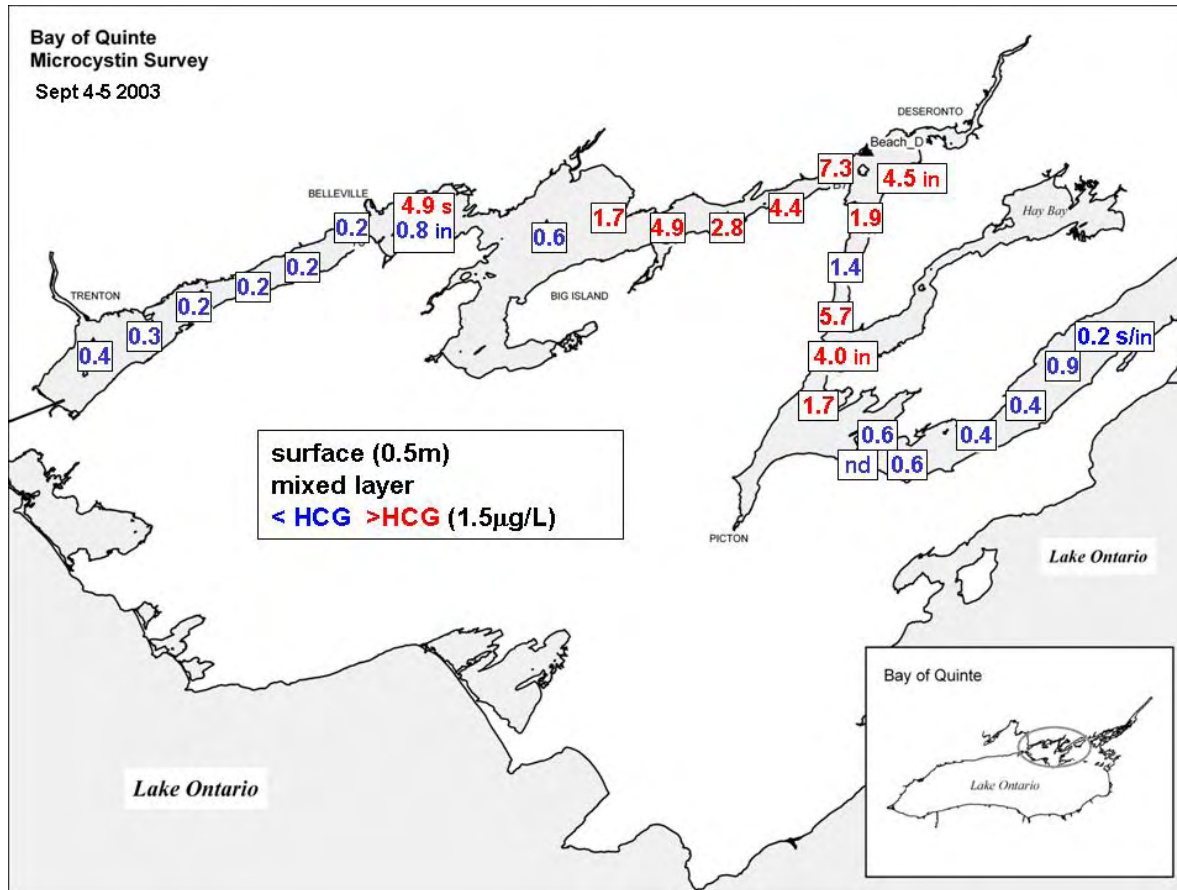 Bay of Quinte
Microcystin Survey
Sept 4-5 2003
DESERONTO
Beach_D
7.3
4.5 in
BELLEVILLE
4.9 s
0.8 in
0.2
1.7
0.6
4.9
2.8
4.4
1.9
Hay Bay
1.4
0.2
0.2
0.2
TRENTON
0.3
0.4
BIG ISLAND
5.7
4.0 in
0.2 s/in
0.9
0.4
1.7
0.6
0.4
nd
0.6
PICTON
surface (0.5m)
mixed layer
< HCG >HCG (1.5µg/L)
Lake Ontario
Lake Ontario
Bay of Quinte
Lake Ontario